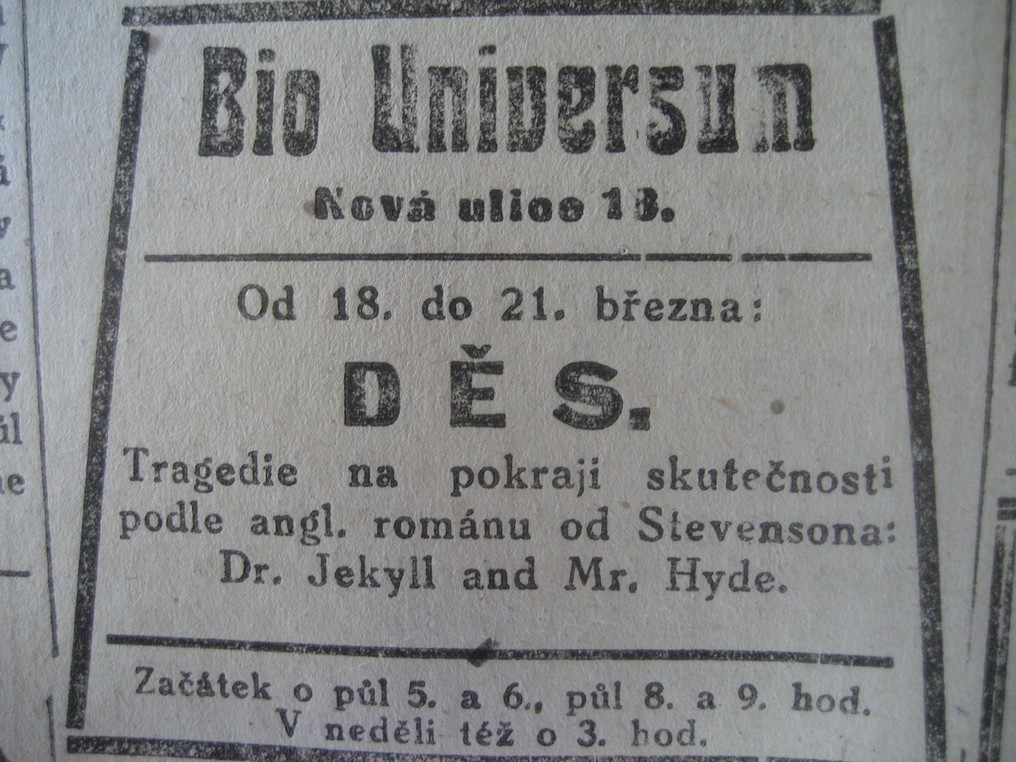 Bio Universum
Nová ulice 13.
Od 18. do 21. března:
DĚS.
Tragedie na pokraji skutečnosti
podle angl. románu od Stevensona:
Dr. Jekyll and Mr. Hyde.
Začátek o půl 5. a 6., půl 8. a 9. hod.
V neděli též o 3. hod.